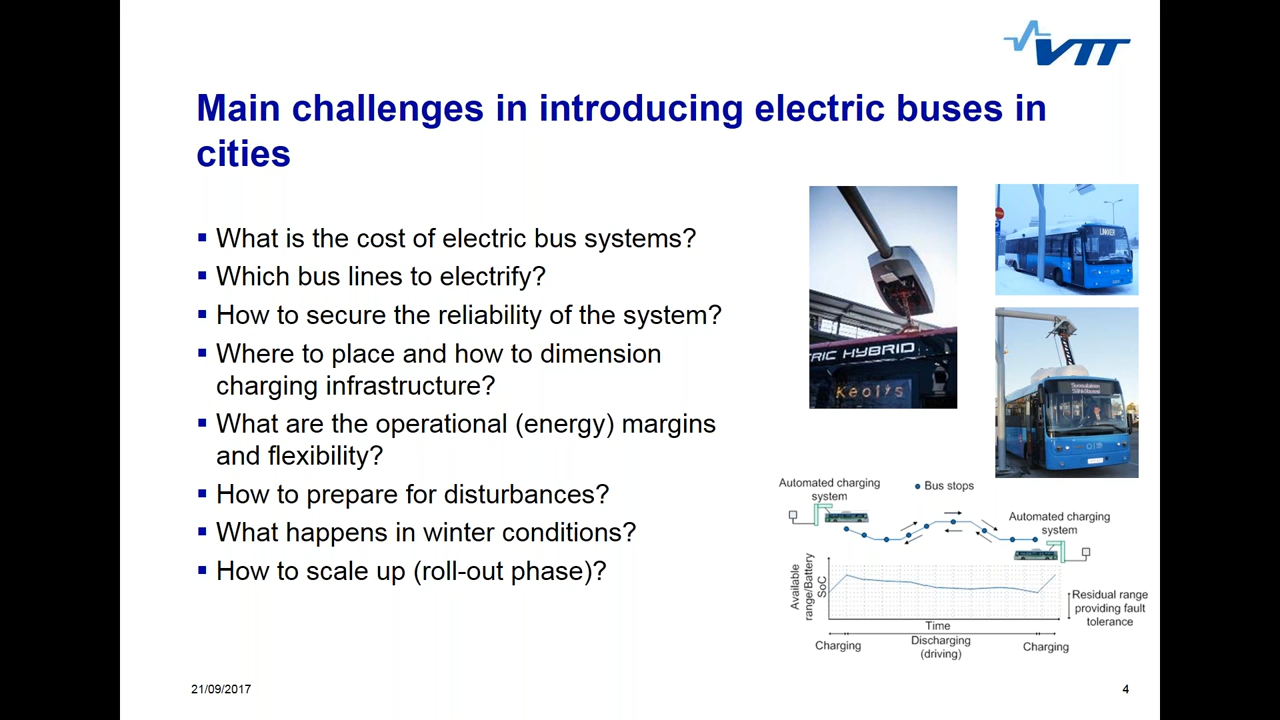 VTT
Main challenges in introducing electric buses in
cities
▪ What is the cost of electric bus systems?
▪ Which bus lines to electrify?
▪ How to secure the reliability of the system?
▪ Where to place and how to dimension
charging infrastructure?
▪ What are the operational (energy) margins
and flexibility?
▪ How to prepare for disturbances?
▪ What happens in winter conditions?
▪ How to scale up (roll-out phase)?
TRIC HYBRID
Keolis
LINKKER
Automated charging
system
Bus stops
Automated charging
system
Available
range/Battery
SoC
Time
Residual range
providing fault
tolerance
Charging
Discharging
(driving)
Charging
21/09/2017
4